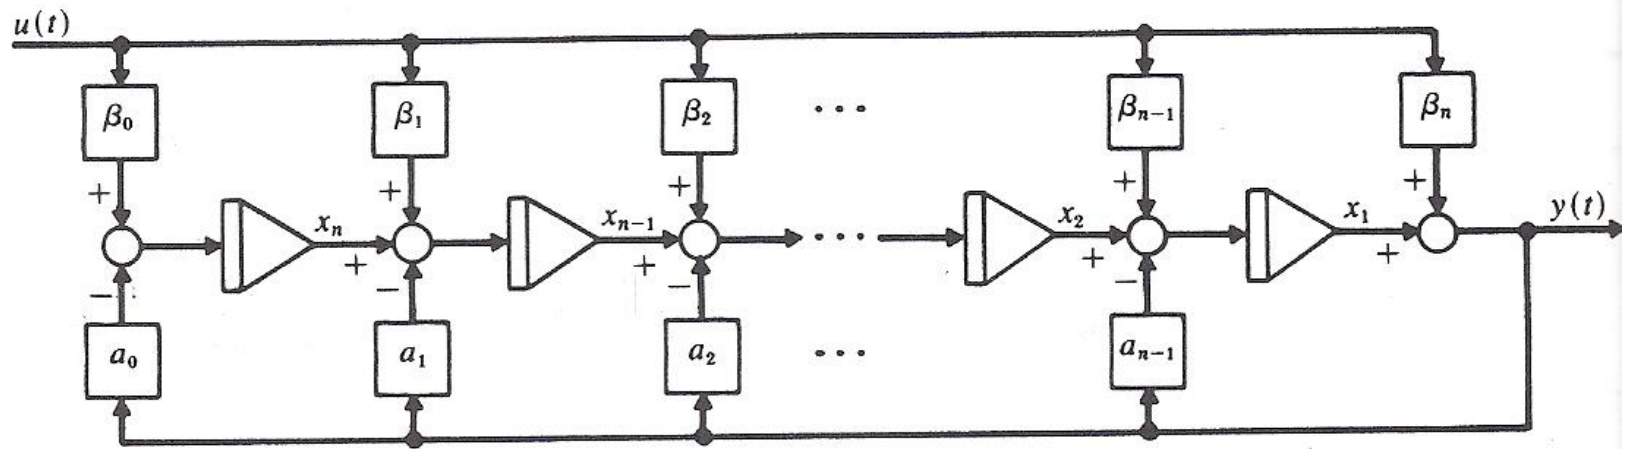 u(t)
β₀ β₁ β₂ ... βₙ₋₁ βₙ
+ + + + +
xₙ xₙ₋₁ x₂ x₁ y(t)
+ + ... + +
− − − −
a₀ a₁ a₂ ... aₙ₋₁